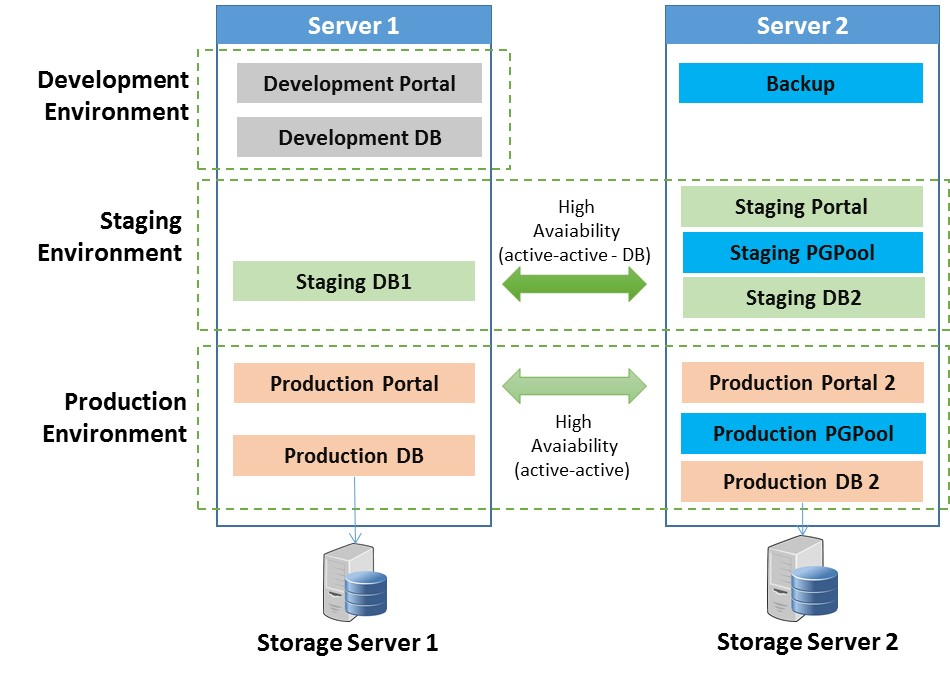 Server 1
Server 2
Development
Environment
Development Portal
Development DB
Backup
Staging
Environment
Staging DB1
High
Avaiability
(active-active - DB)
Staging Portal
Staging PGPool
Staging DB2
Production
Environment
Production Portal
Production DB
High
Avaiability
(active-active)
Production Portal 2
Production PGPool
Production DB 2
Storage Server 1
Storage Server 2